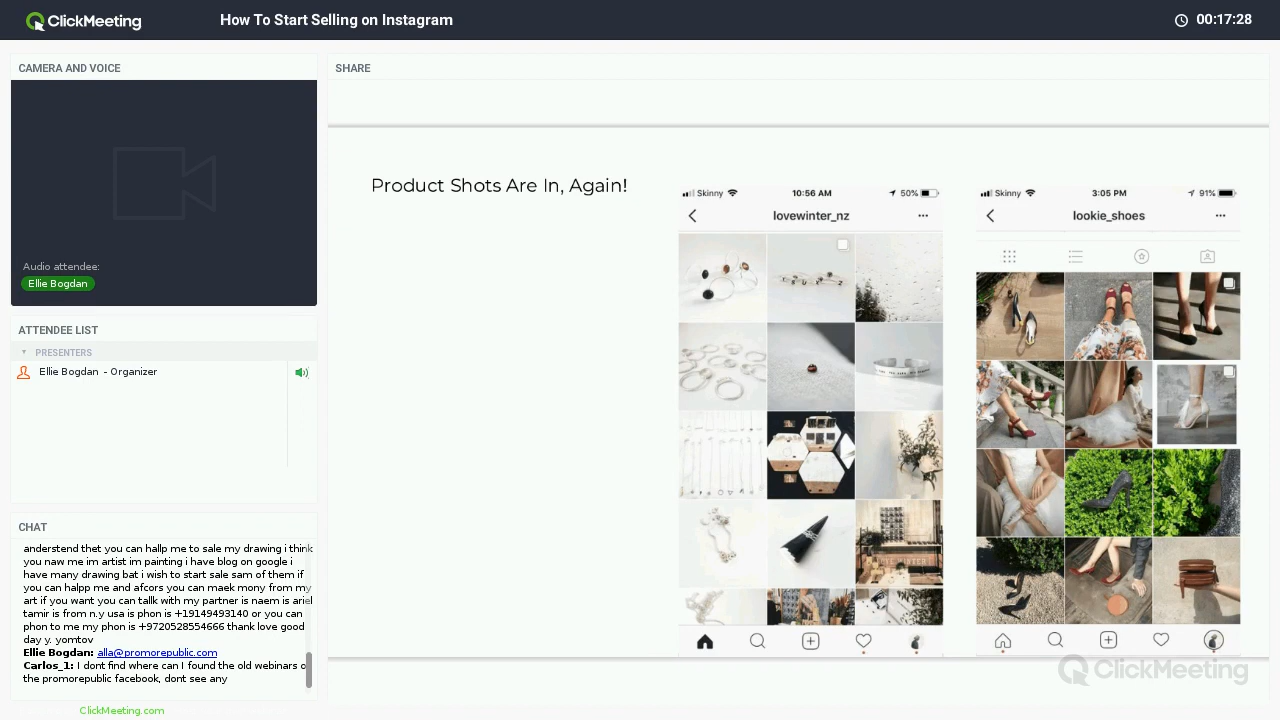 ClickMeeting
How To Start Selling on Instagram
00:17:28
CAMERA AND VOICE
Audio attendee:
Ellie Bogdan
ATTENDEE LIST
PRESENTERS
Ellie Bogdan - Organizer
CHAT
anderstend thet you can hallp me to sale my drawing i think
you naw me im artist im painting i have blog on google i
have many drawing bat i wish to start sale sam of them if
you can halpp me and afcors you can maek mony from my
art if you want you can talk with my partner is naem is ariel
tamir is from n.y usa is phon is +19149493140 or you can
phon to me my phon is +9720528554666 thank love good
day y. yomtov
Ellie Bogdan: alla@promorepublic.com
Carlos_1: I dont find where can I found the old webinars o
the promorepublic facebook, dont see any
ClickMeeting.com
SHARE
Product Shots Are In, Again!
Skinny 10:56 AM 50%
lovewinter_nz
Skinny 3:05 PM 91%
lookie_shoes
ClickMeeting